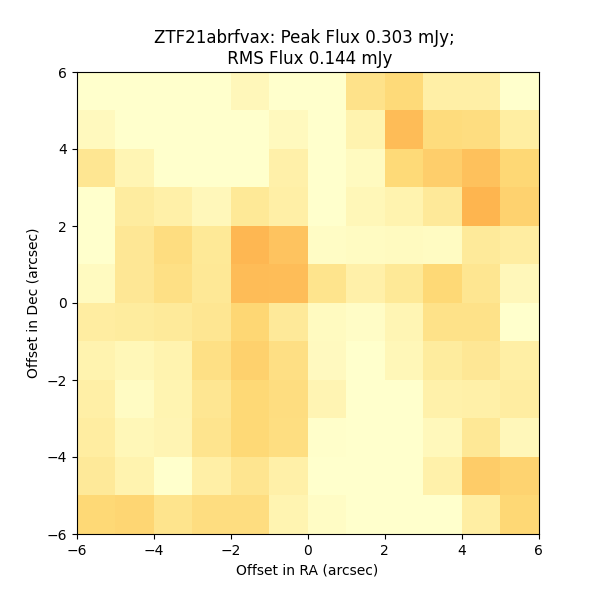 ZTF21abrfvax: Peak Flux 0.303 mJy;
RMS Flux 0.144 mJy
6
4
2
0
−2
−4
−6
Offset in Dec (arcsec)
−6 −4 −2 0 2 4 6
Offset in RA (arcsec)